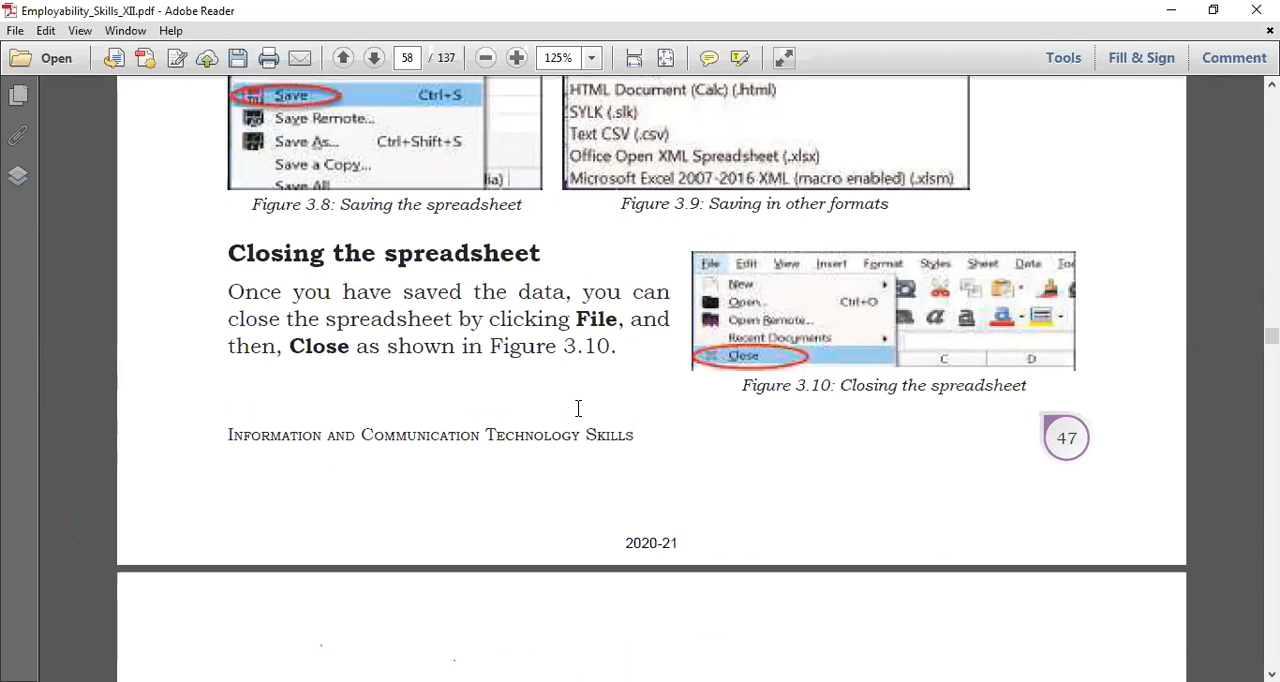 Employability_Skills_XII.pdf - Adobe Reader
File Edit View Window Help
Open 58 / 137 125% Tools Fill & Sign Comment
Save Ctrl+S
Save Remote...
Save As... Ctrl+Shift+S
Save a Copy...
Save All
lia)
HTML Document (Calc) (.html)
SYLK (.slk)
Text CSV (.csv)
Office Open XML Spreadsheet (.xlsx)
Microsoft Excel 2007-2016 XML (macro enabled) (.xlsm)
Figure 3.8: Saving the spreadsheet
Figure 3.9: Saving in other formats
Closing the spreadsheet
Once you have saved the data, you can
close the spreadsheet by clicking File, and
then, Close as shown in Figure 3.10.
File Edit View Insert Format Styles Sheet Data Too
New
Open... Ctrl+O
Open Remote...
Recent Documents
Close
C D
Figure 3.10: Closing the spreadsheet
Information and Communication Technology Skills
47
2020-21